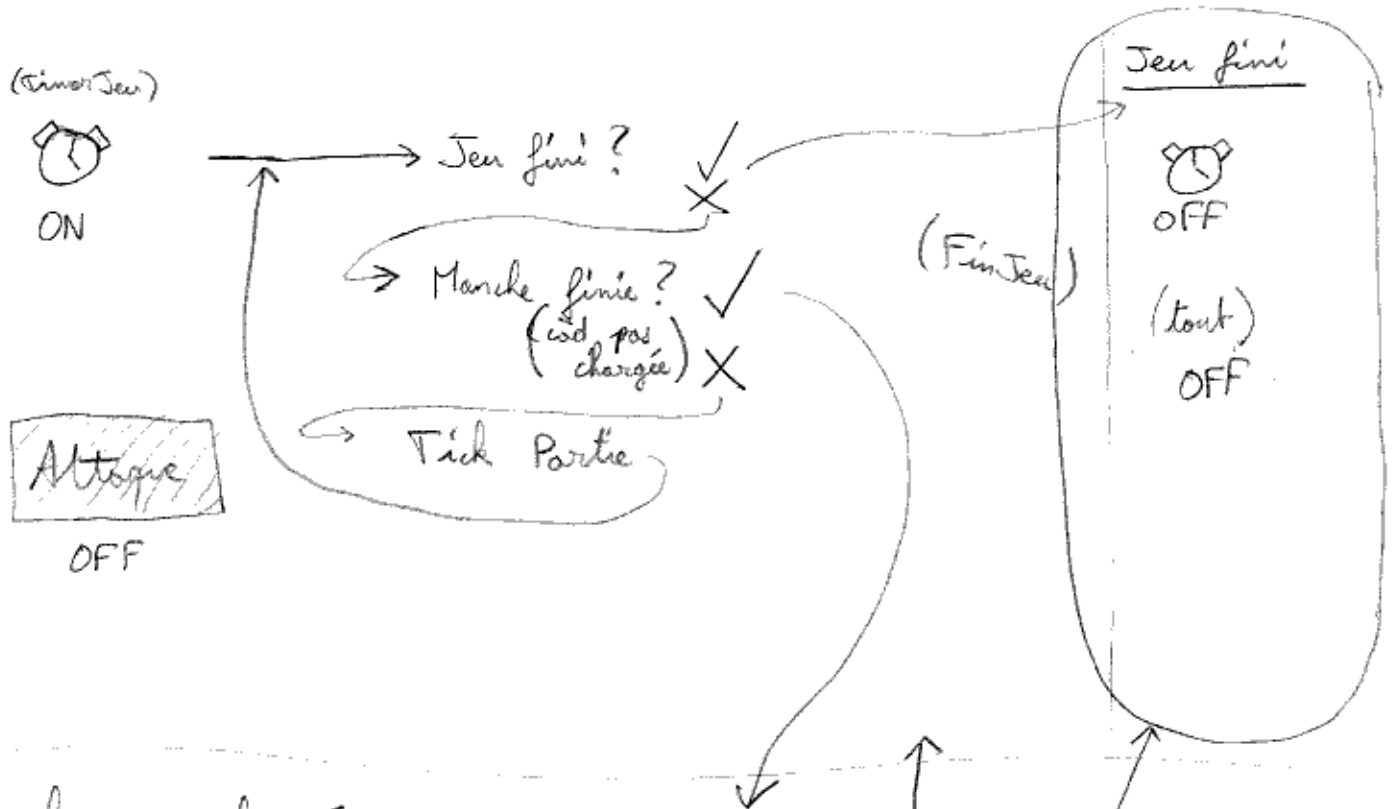 (TimerJeu)
ON
Jeu fini ?
Manche finie ?
(càd pas
chargée)
Tick Partie
Attaque
OFF
(FinJeu)
Jeu fini
OFF
(tout)
OFF